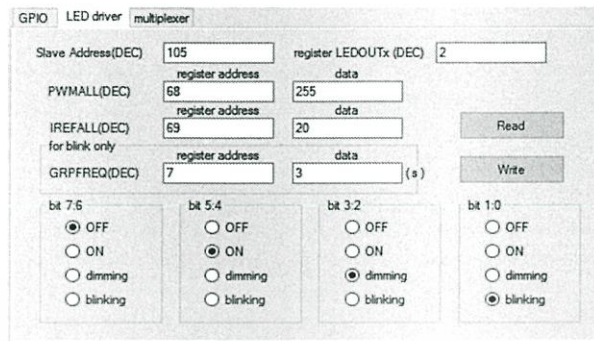 GPIO LED driver multiplexer
Slave Address(DEC) 105 register LEDOUTx (DEC) 2
register address data
PWMALL(DEC) 68 255
register address data
IREFALL(DEC) 69 20 Read
for blink only
register address data
GRPFREQ(DEC) 7 3 (s) Write
bit 7:6 bit 5:4 bit 3:2 bit 1:0
OFF OFF OFF OFF
ON ON ON ON
dimming dimming dimming dimming
blinking blinking blinking blinking